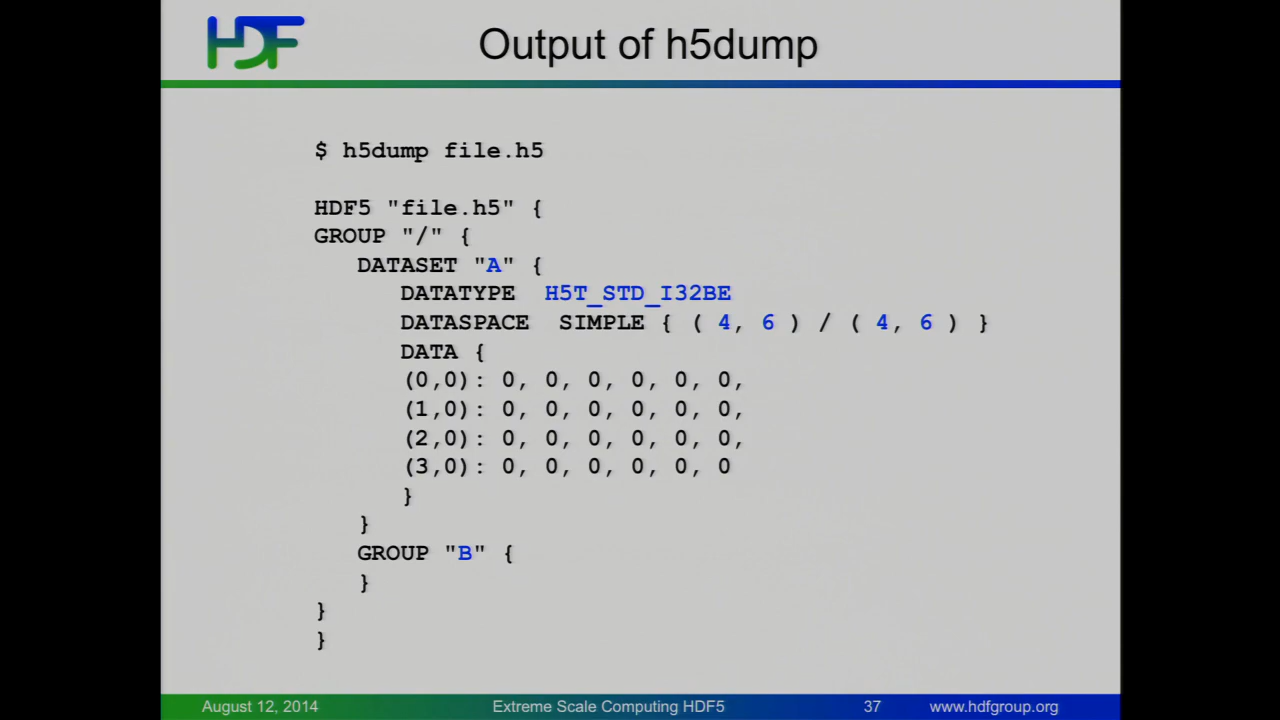 HDF
Output of h5dump
$ h5dump file.h5
HDF5 "file.h5" {
GROUP "/" {
DATASET "A" {
DATATYPE H5T_STD_I32BE
DATASPACE SIMPLE { ( 4, 6 ) / ( 4, 6 ) }
DATA {
(0,0): 0, 0, 0, 0, 0, 0,
(1,0): 0, 0, 0, 0, 0, 0,
(2,0): 0, 0, 0, 0, 0, 0,
(3,0): 0, 0, 0, 0, 0, 0
}
}
GROUP "B" {
}
}
}
August 12, 2014 Extreme Scale Computing HDF5 37 www.hdfgroup.org